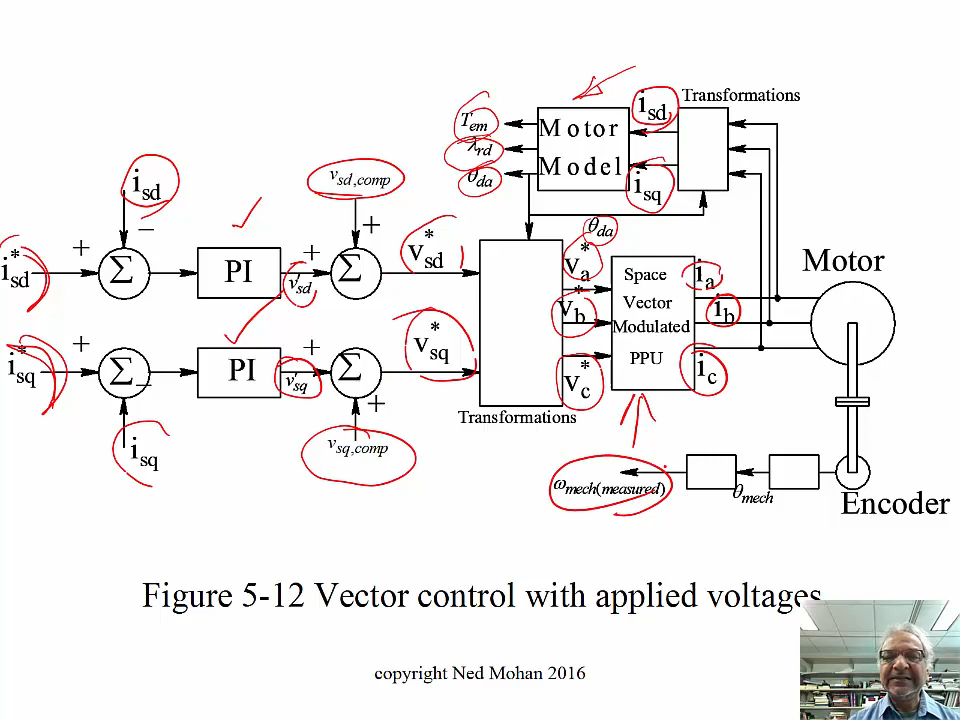 Transformations
i_sd
T_em
Motor
λ_rd
Model
θ_da
i_sq
i_sd
v_sd,comp
−
+
+
θ_da
+
v*_sd
i*_sd
Σ
PI
v'_sd
Σ
v*_a
Space
i_a
Motor
v*_b
Vector
i_b
Modulated
+
+
v*_sq
i*_sq
Σ
−
PI
v'_sq
Σ
+
v*_c
PPU
i_c
Transformations
i_sq
v_sq,comp
ω_mech(measured)
θ_mech
Encoder
Figure 5-12 Vector control with applied voltages
copyright Ned Mohan 2016